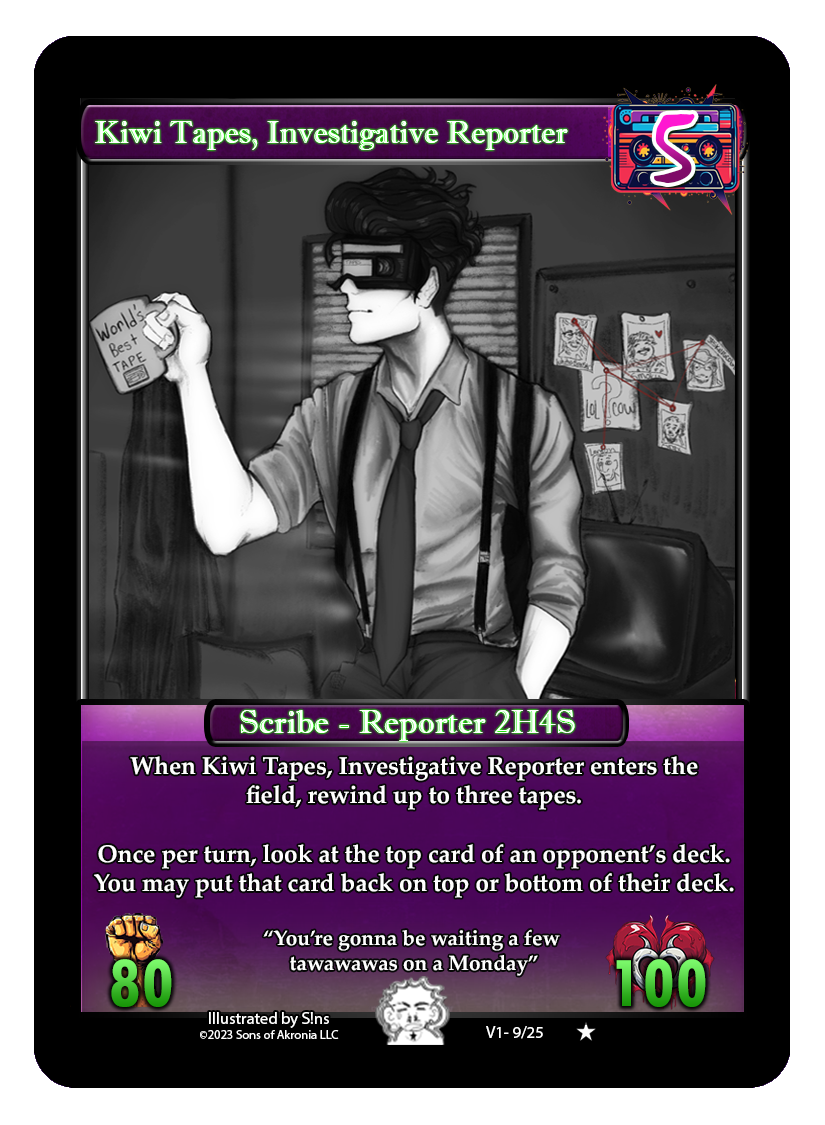 Kiwi Tapes, Investigative Reporter
S
World's
Best
TAPE
lol cow
Scribe - Reporter 2H4S
When Kiwi Tapes, Investigative Reporter enters the
field, rewind up to three tapes.
Once per turn, look at the top card of an opponent's deck.
You may put that card back on top or bottom of their deck.
"You're gonna be waiting a few
tawawawas on a Monday"
80
100
Illustrated by S!ns
©2023 Sons of Akronia LLC
V1- 9/25